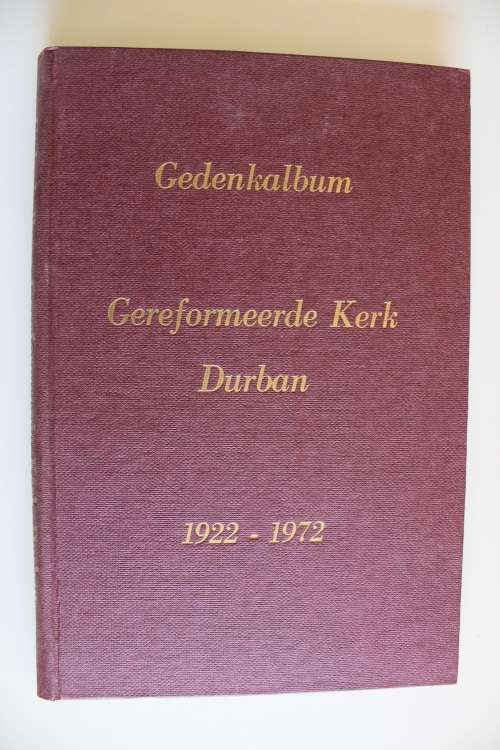 Gedenkalbum
Gereformeerde Kerk
Durban
1922 - 1972